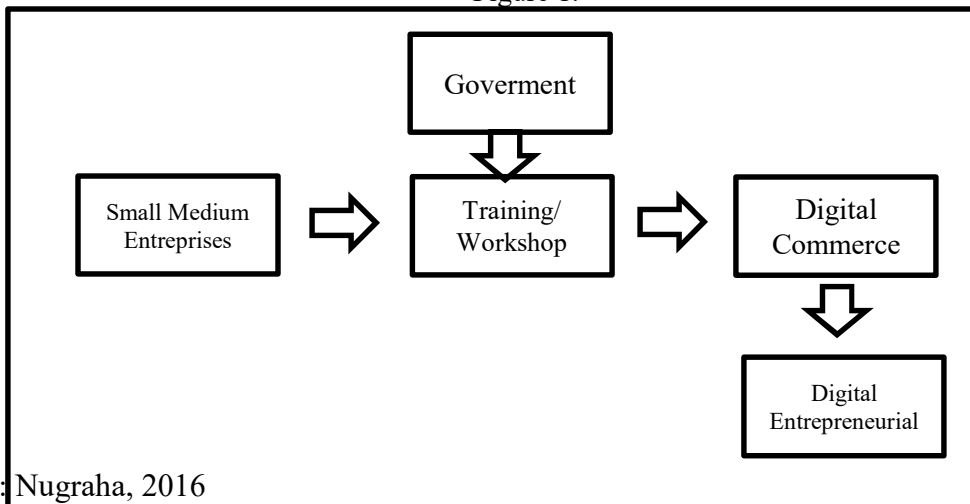 Goverment
Small Medium
Entreprises
Training/
Workshop
Digital
Commerce
Digital
Entrepreneurial
: Nugraha, 2016